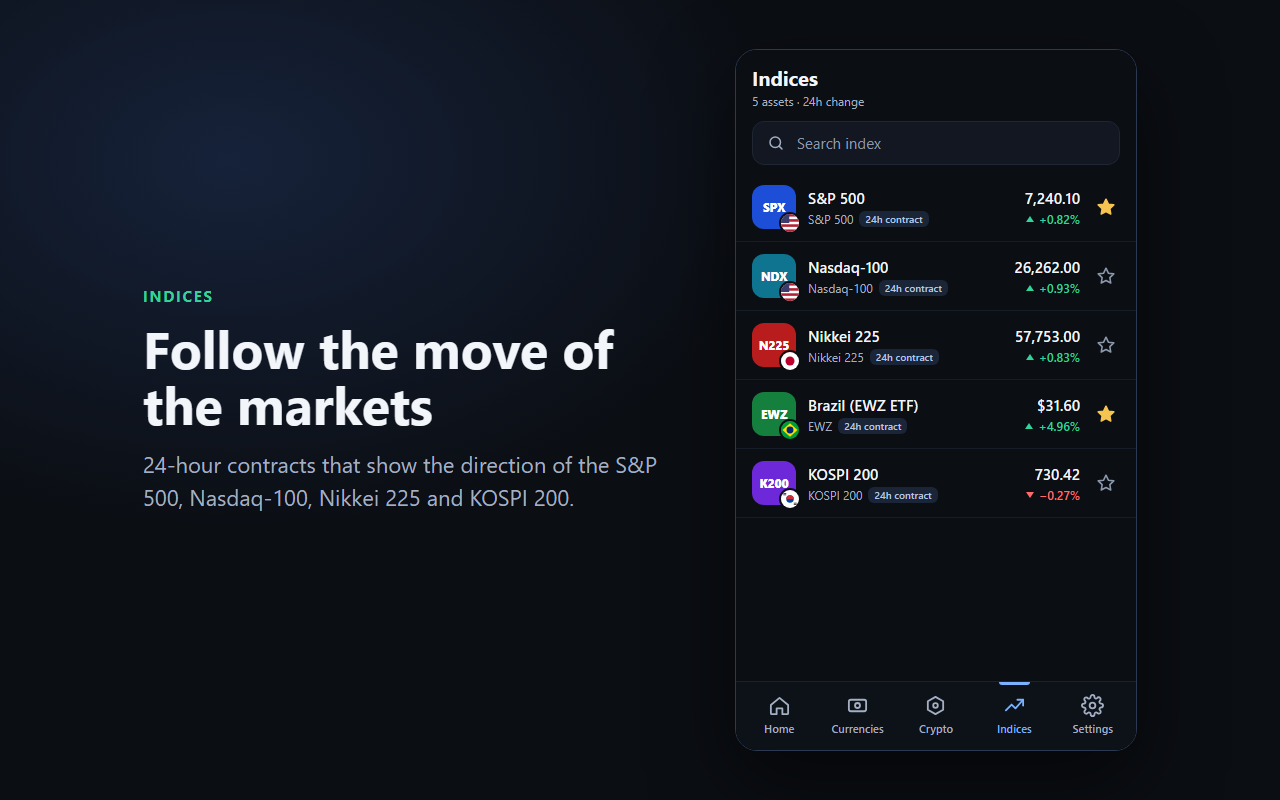 INDICES
Follow the move of
the markets
24-hour contracts that show the direction of the S&P
500, Nasdaq-100, Nikkei 225 and KOSPI 200.
Indices
5 assets · 24h change
Search index
SPX
S&P 500
7,240.10
S&P 500 24h contract
▲ +0.82%
NDX
Nasdaq-100
26,262.00
Nasdaq-100 24h contract
▲ +0.93%
N225
Nikkei 225
57,753.00
Nikkei 225 24h contract
▲ +0.83%
EWZ
Brazil (EWZ ETF)
$31.60
EWZ 24h contract
▲ +4.96%
K200
KOSPI 200
730.42
KOSPI 200 24h contract
▼ −0.27%
Home Currencies Crypto Indices Settings